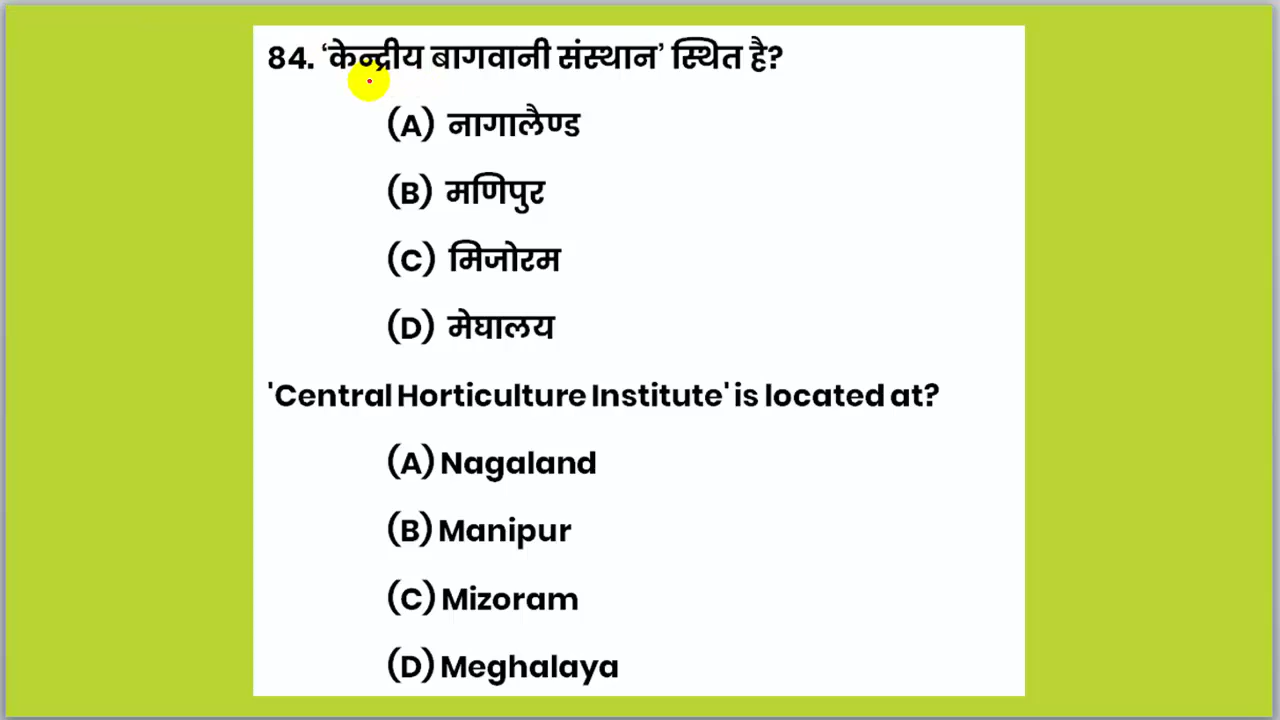 84. ‘केन्द्रीय बागवानी संस्थान’ स्थित है?
(A) नागालैण्ड
(B) मणिपुर
(C) मिजोरम
(D) मेघालय
'Central Horticulture Institute' is located at?
(A) Nagaland
(B) Manipur
(C) Mizoram
(D) Meghalaya